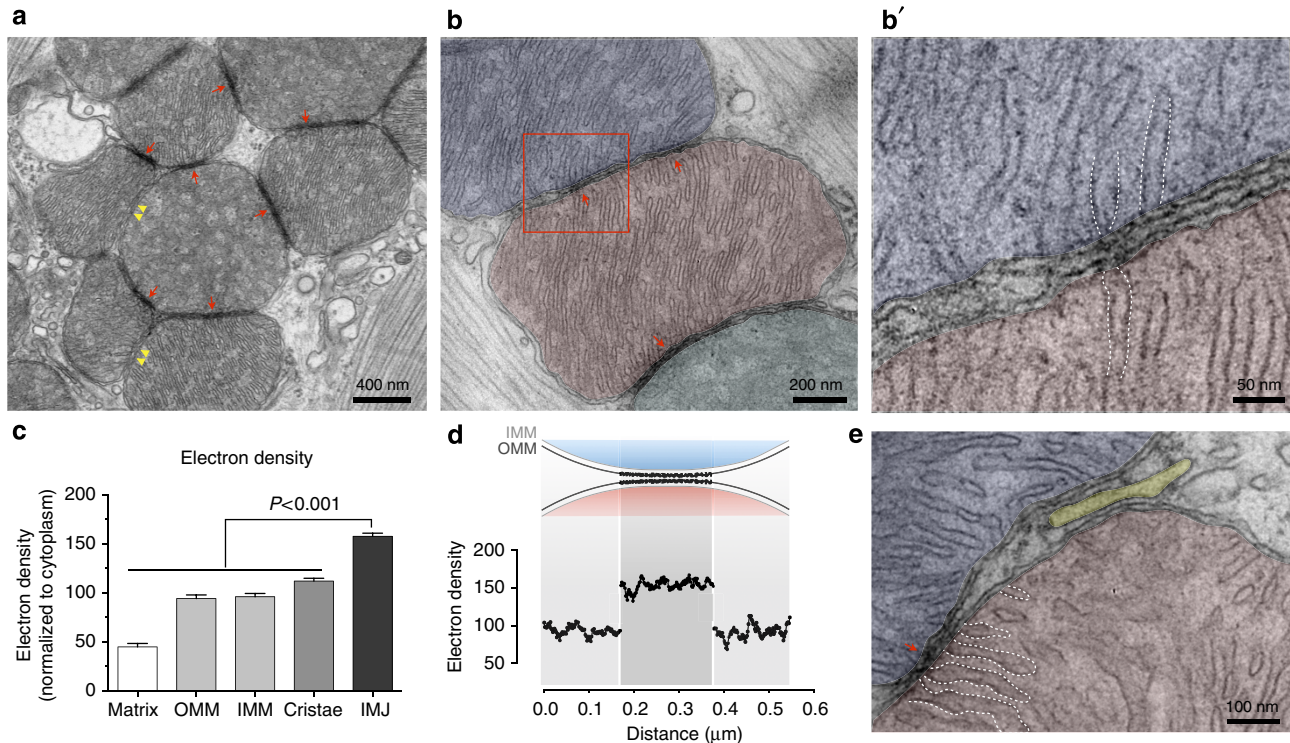 a
b
b′
400 nm
200 nm
50 nm
c
Electron density
P<0.001
Electron density
(normalized to cytoplasm)
200
150
100
50
0
Matrix OMM IMM Cristae IMJ
d
IMM
OMM
Electron density
200
150
100
50
0.0 0.1 0.2 0.3 0.4 0.5 0.6
Distance (μm)
e
100 nm